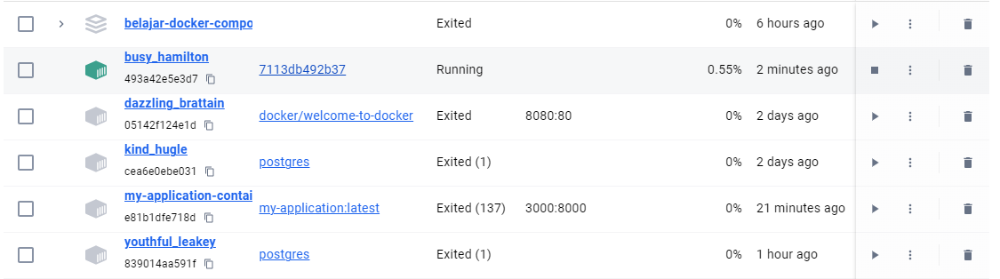 belajar-docker-compo Exited 0% 6 hours ago
busy_hamilton
493a42e5e3d7 7113db492b37 Running 0.55% 2 minutes ago
dazzling_brattain
05142f124e1d docker/welcome-to-docker Exited 8080:80 0% 2 days ago
kind_hugle
cea6e0ebe031 postgres Exited (1) 0% 2 days ago
my-application-contai
e81b1dfe718d my-application:latest Exited (137) 3000:8000 0% 21 minutes ago
youthful_leakey
839014aa591f postgres Exited (1) 0% 1 hour ago